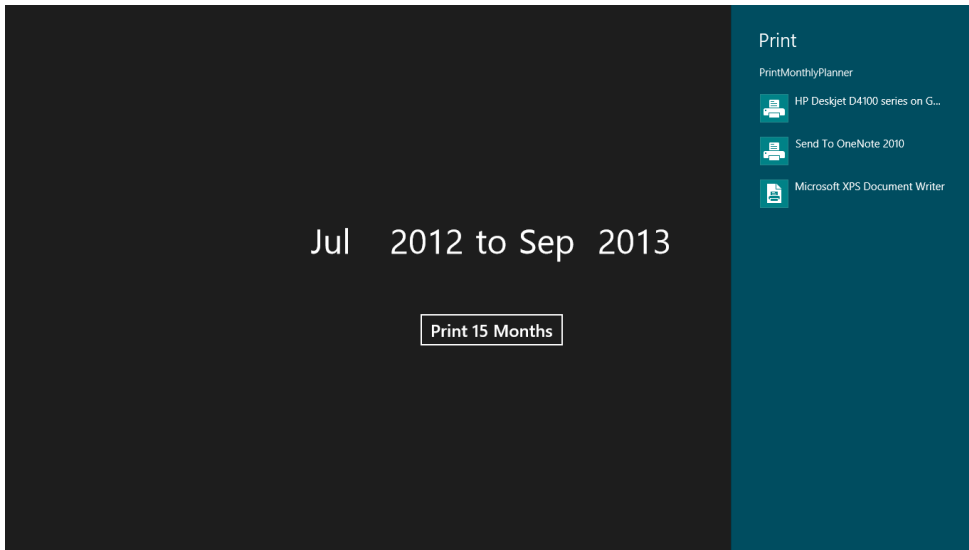 Jul 2012 to Sep 2013
Print 15 Months
Print
PrintMonthlyPlanner
HP Deskjet D4100 series on G...
Send To OneNote 2010
Microsoft XPS Document Writer